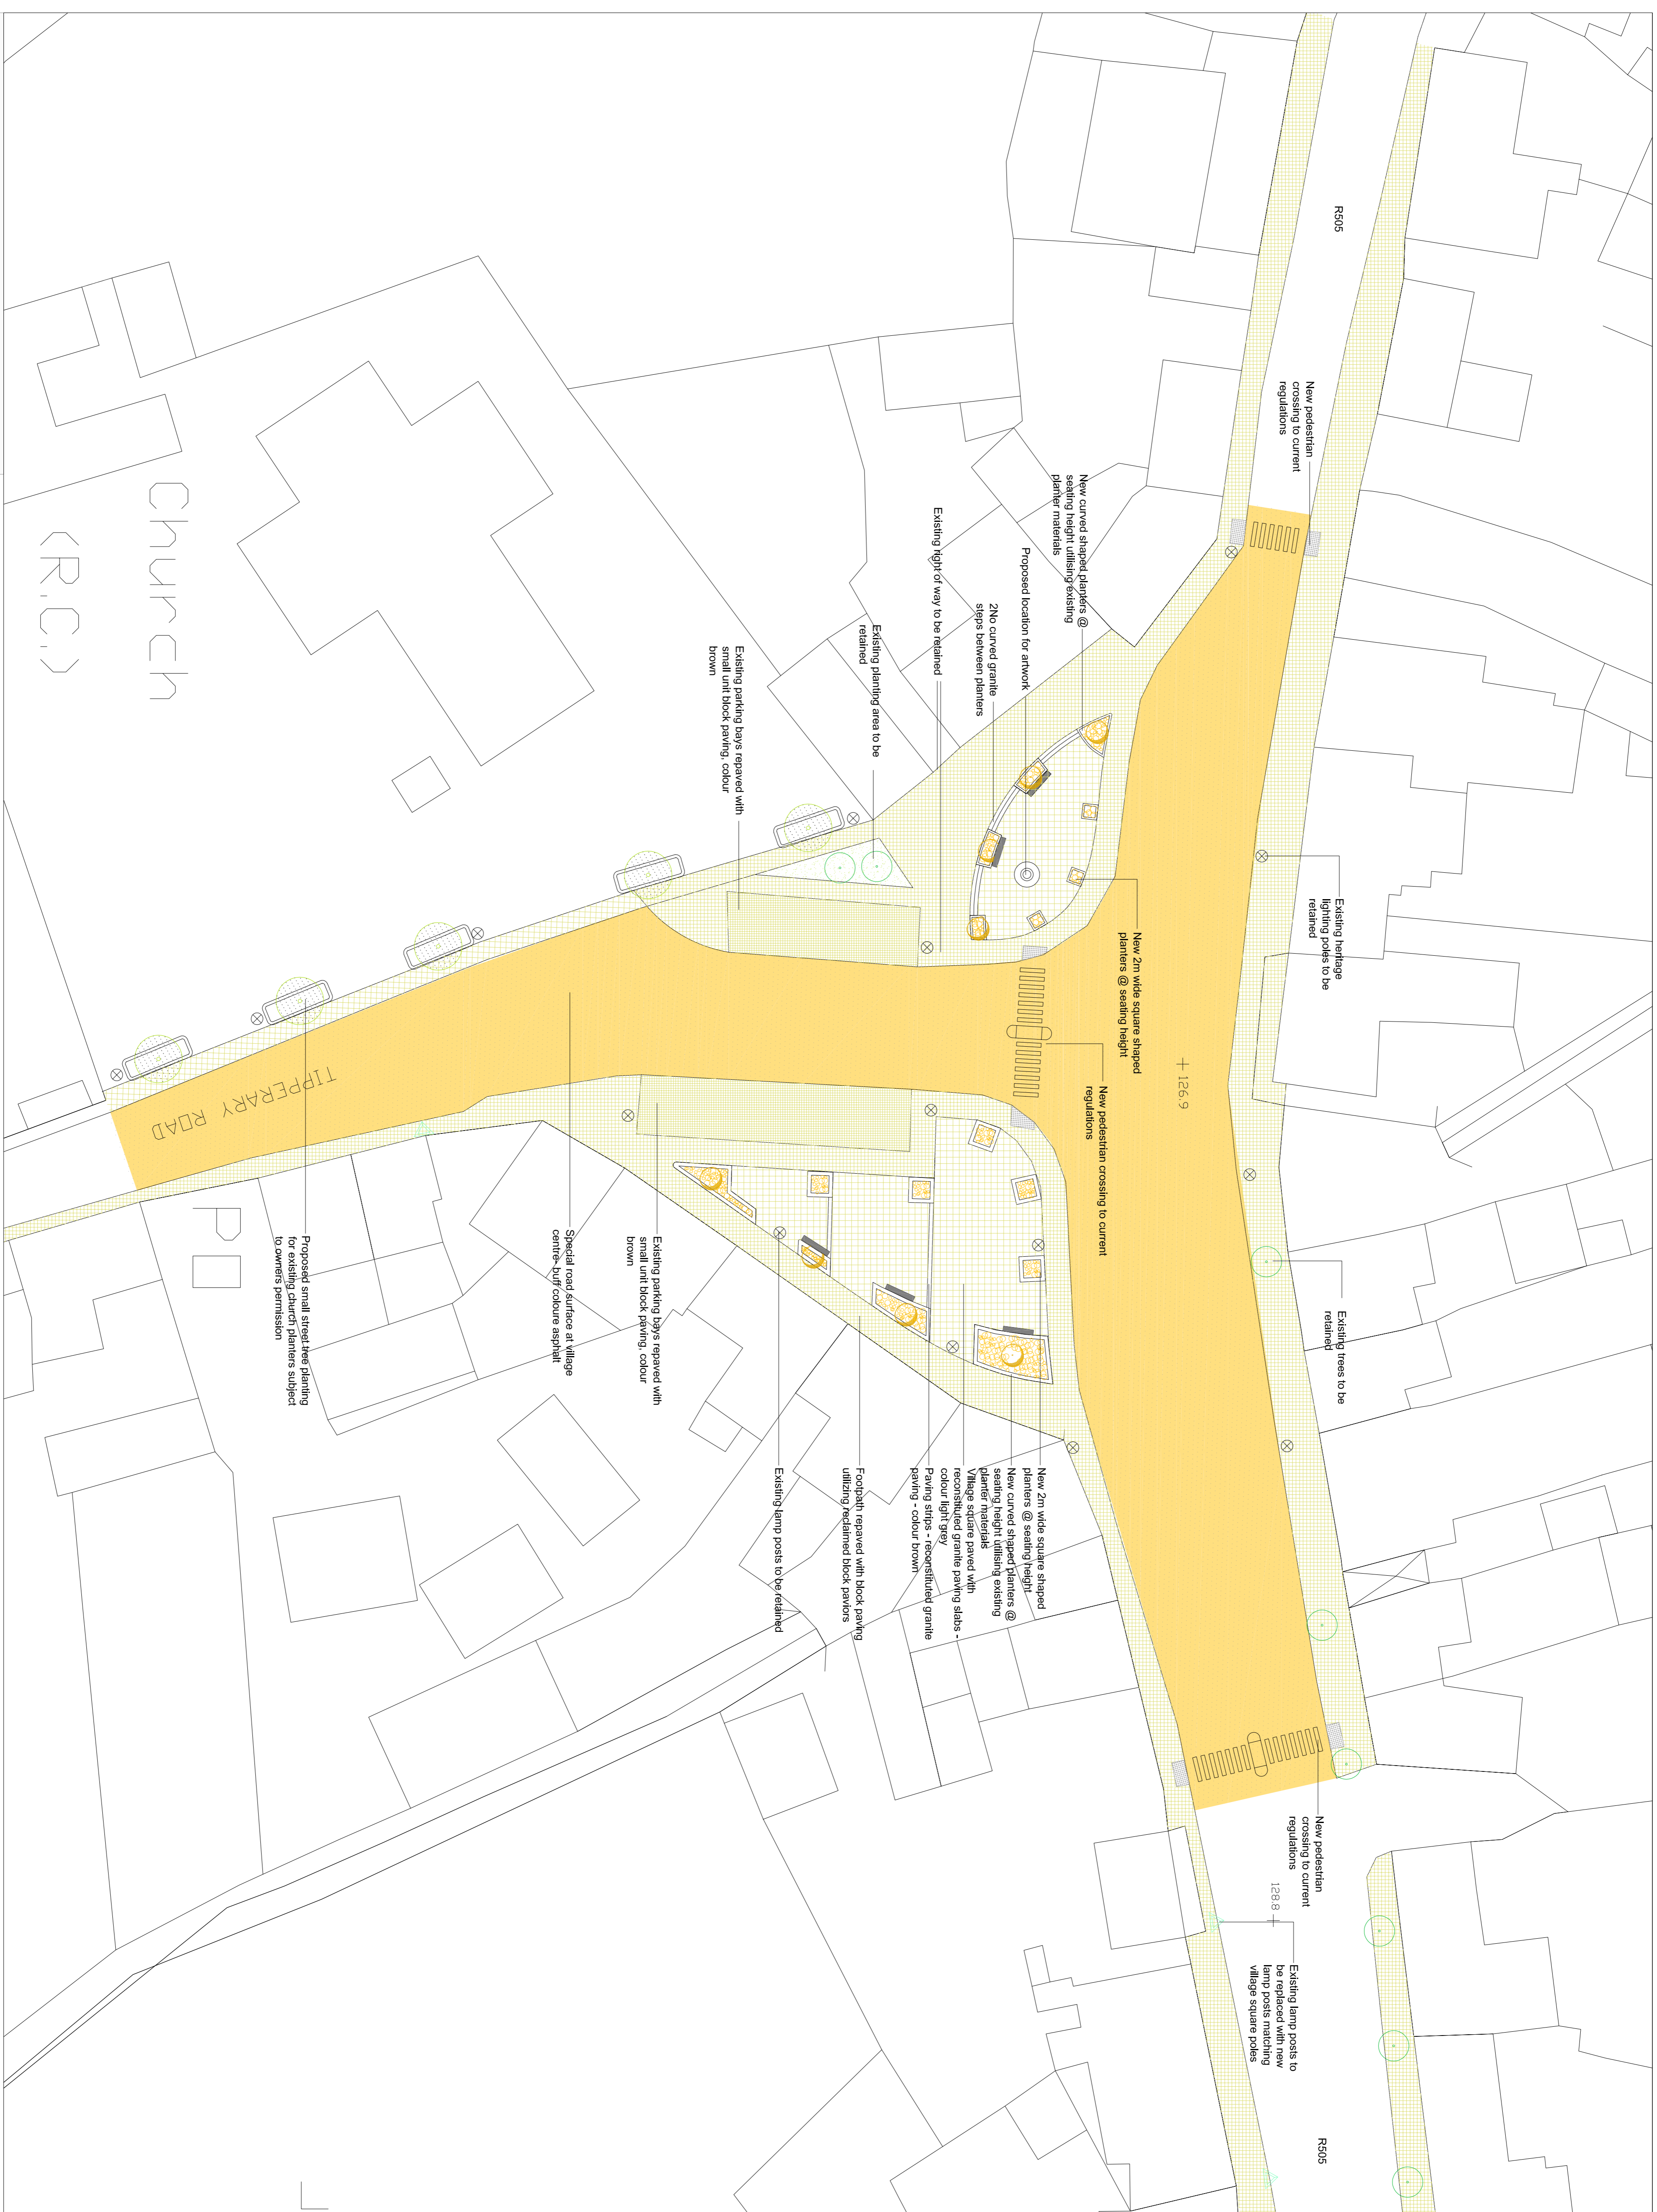 R505
New pedestrian
crossing to current
regulations
Existing heritage
lighting poles to be
retained
Existing trees to be
retained
New pedestrian
crossing to current
regulations
128.8
Existing lamp posts to
be replaced with new
lamp posts matching
village square poles
R505
New curved shaped planters @
seating height utilising existing
planter materials
Proposed location for artwork
2No curved granite
steps between planters
Existing right of way to be retained
Existing planting area to be
retained
Existing parking bays repaved with
small unit block paving, colour
brown
New 2m wide square shaped
planters @ seating height
126.9
New pedestrian crossing to current
regulations
New 2m wide square shaped
planters @ seating height
New curved shaped planters @
seating height utilising existing
planter materials
Village square paved with
reconstituted granite paving slabs -
colour light grey
Paving strips - reconstituted granite
paving - colour brown
Footpath repaved with block paving
utilizing reclaimed block paviors
Existing lamp posts to be retained
Existing parking bays repaved with
small unit block paving, colour
brown
Special road surface at village
centre- buff coloure asphalt
Proposed small street tree planting
for existing church planters subject
to owners permission
Church
(R.C.)
TIPPERARY ROAD